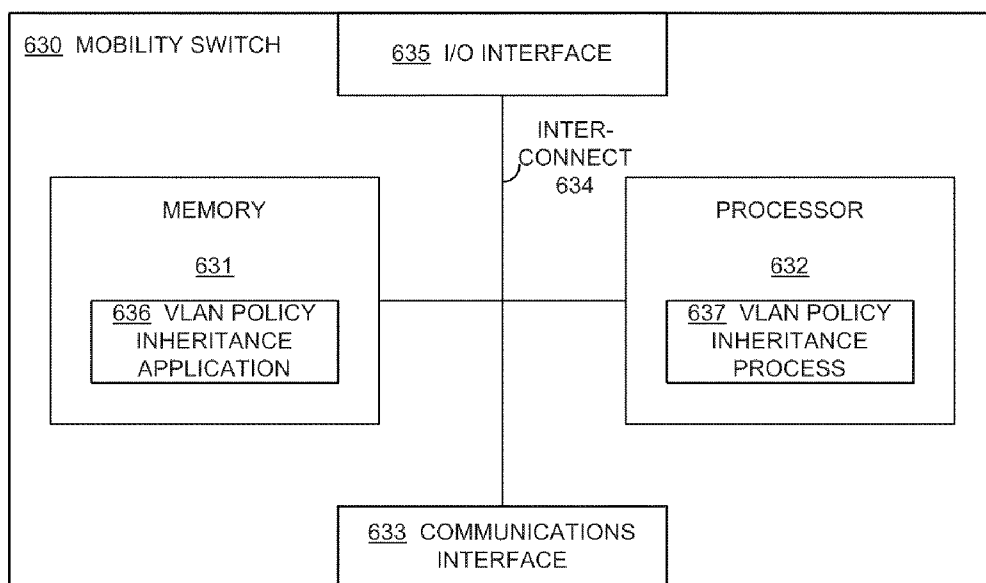 630 MOBILITY SWITCH
635 I/O INTERFACE
INTER-
CONNECT
634
MEMORY
631
636 VLAN POLICY
INHERITANCE
APPLICATION
PROCESSOR
632
637 VLAN POLICY
INHERITANCE
PROCESS
633 COMMUNICATIONS
INTERFACE